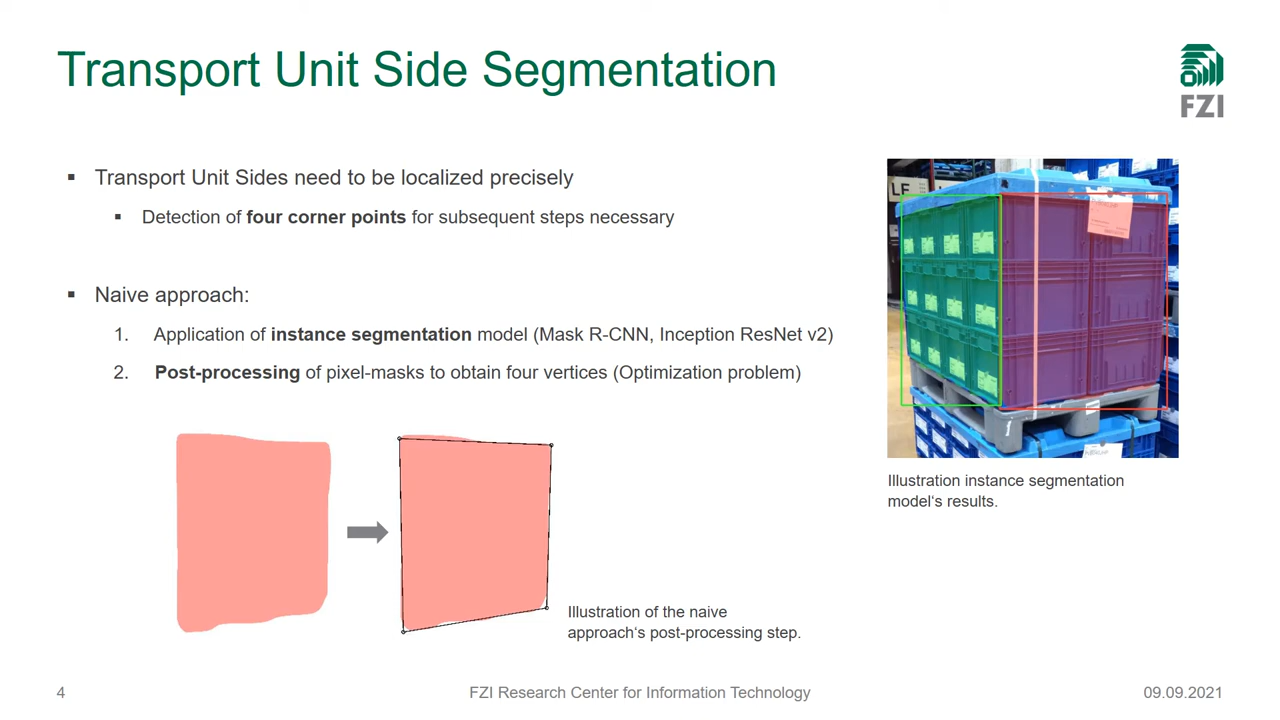 Transport Unit Side Segmentation
FZI
▪ Transport Unit Sides need to be localized precisely
▪ Detection of four corner points for subsequent steps necessary
▪ Naive approach:
1. Application of instance segmentation model (Mask R-CNN, Inception ResNet v2)
2. Post-processing of pixel-masks to obtain four vertices (Optimization problem)
LE
Illustration instance segmentation
model‘s results.
Illustration of the naive
approach‘s post-processing step.
4
FZI Research Center for Information Technology
09.09.2021